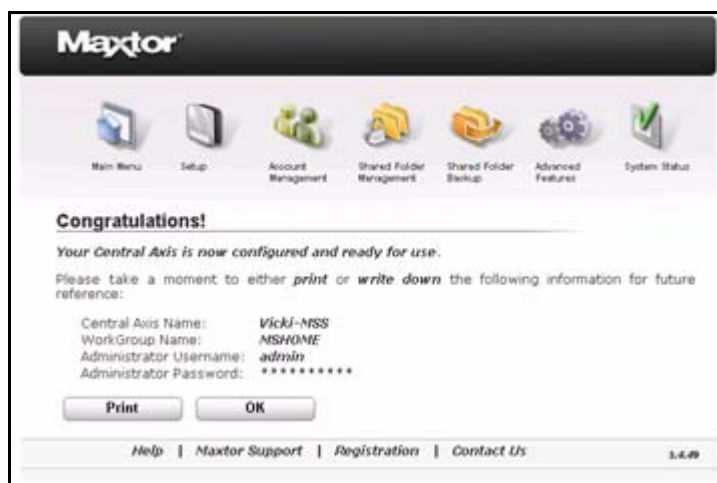 Maxtor
Main Menu
Setup
Account Management
Shared Folder Management
Shared Folder Backup
Advanced Features
System Status
Congratulations!
Your Central Axis is now configured and ready for use.
Please take a moment to either print or write down the following information for future
reference:
Central Axis Name: Vicki-MSS
WorkGroup Name: MSHOME
Administrator Username: admin
Administrator Password: **********
Print OK
Help | Maxtor Support | Registration | Contact Us